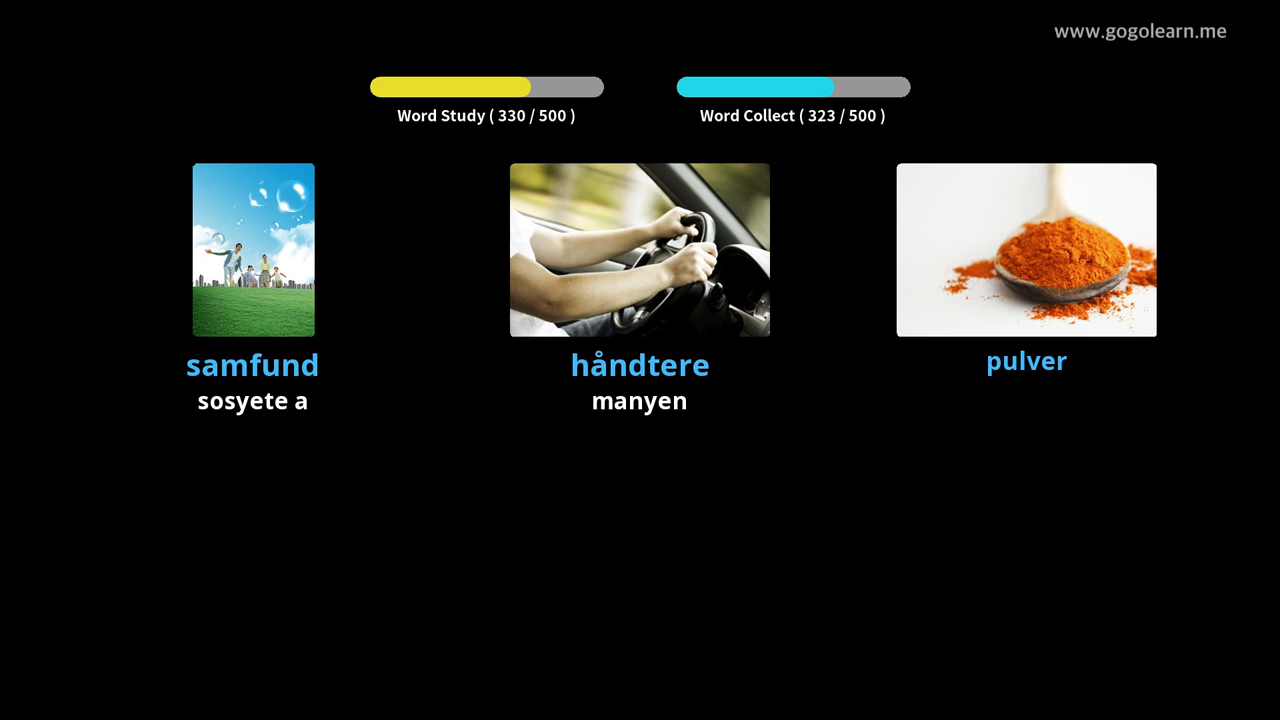 www.gogolearn.me
Word Study ( 330 / 500 )
Word Collect ( 323 / 500 )
samfund
sosyete a
håndtere
manyen
pulver